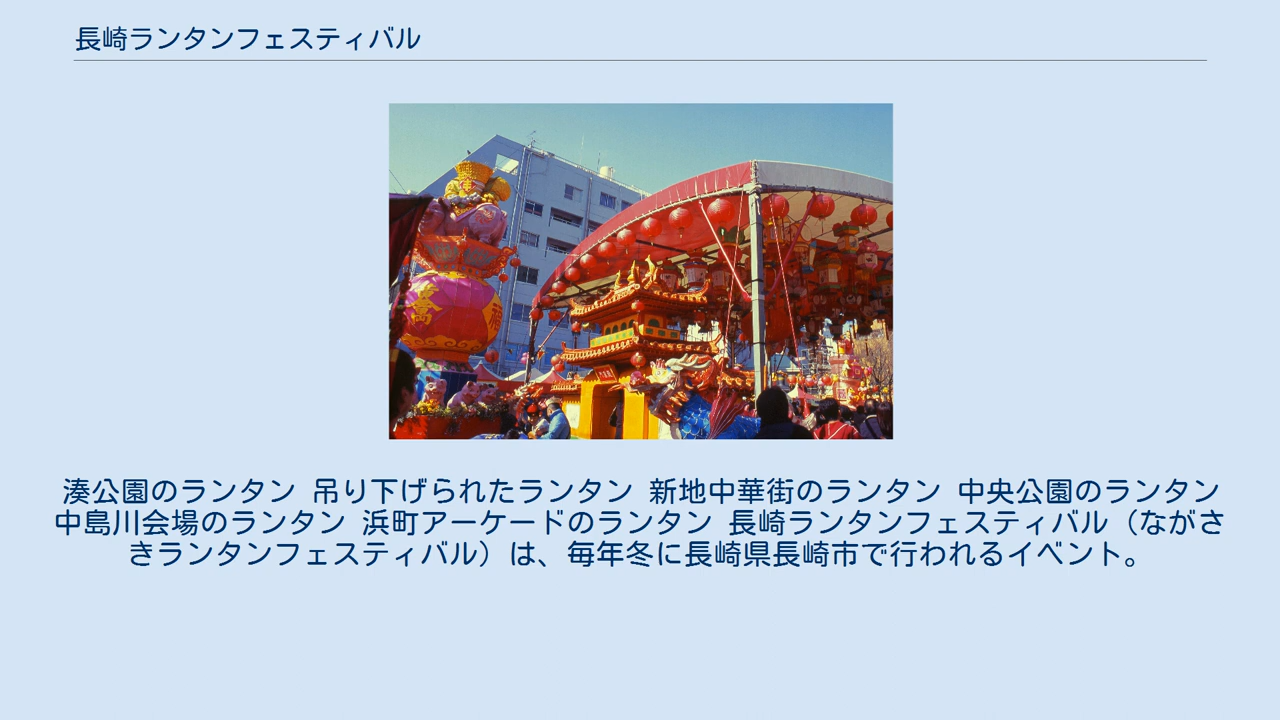 長崎ランタンフェスティバル
福
湊公園のランタン 吊り下げられたランタン 新地中華街のランタン 中央公園のランタン
中島川会場のランタン 浜町アーケードのランタン 長崎ランタンフェスティバル（ながさ
きランタンフェスティバル）は、毎年冬に長崎県長崎市で行われるイベント。